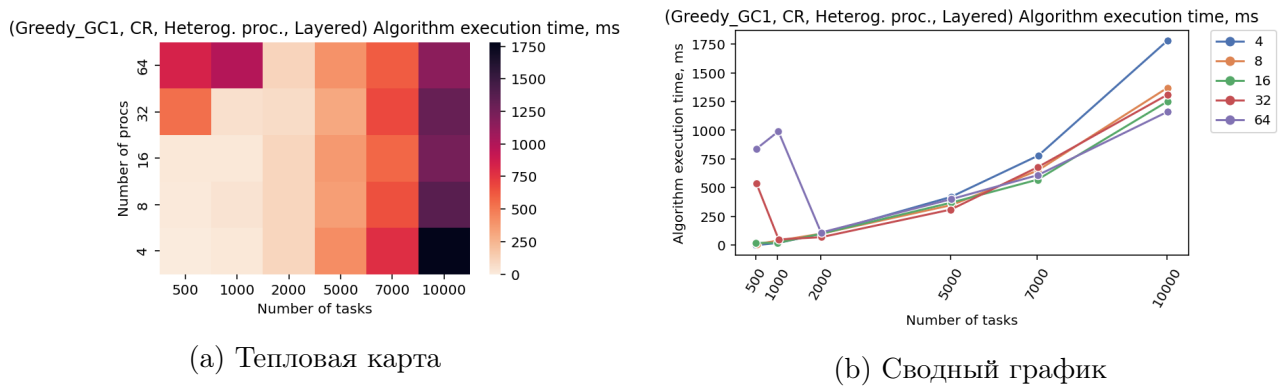 (Greedy_GC1, CR, Heterog. proc., Layered) Algorithm execution time, ms
Number of procs
64
32
16
8
4
500 1000 2000 5000 7000 10000
Number of tasks
1750
1500
1250
1000
750
500
250
0
(a) Тепловая карта
(Greedy_GC1, CR, Heterog. proc., Layered) Algorithm execution time, ms
Algorithm execution time, ms
1750
1500
1250
1000
750
500
250
0
500 1000 2000 5000 7000 10000
Number of tasks
4
8
16
32
64
(b) Сводный график